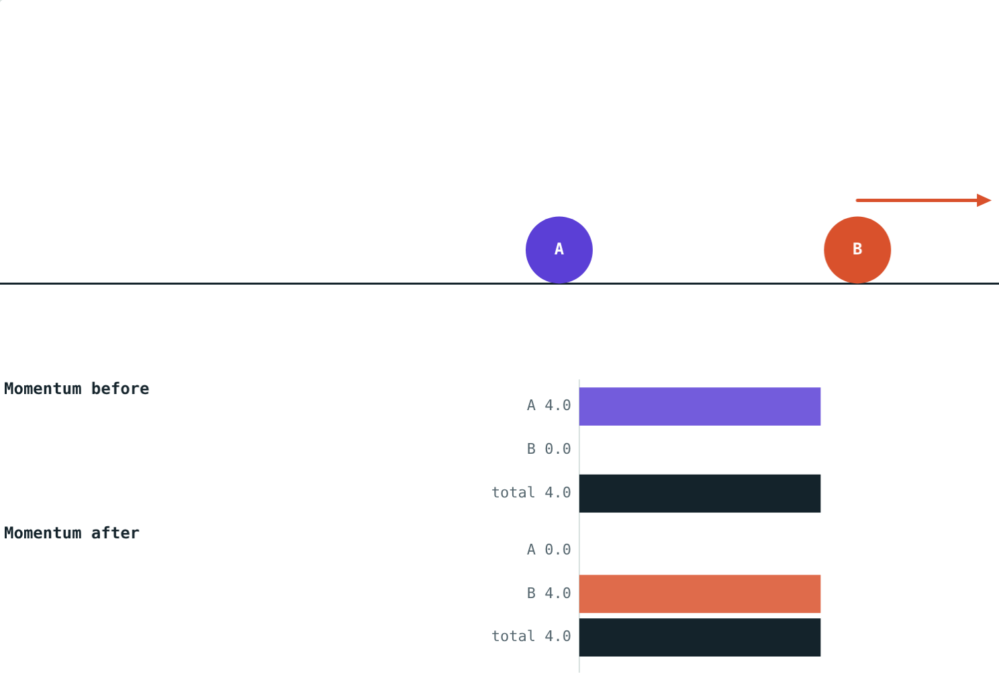 A
B
Momentum before
A 4.0
B 0.0
total 4.0
Momentum after
A 0.0
B 4.0
total 4.0